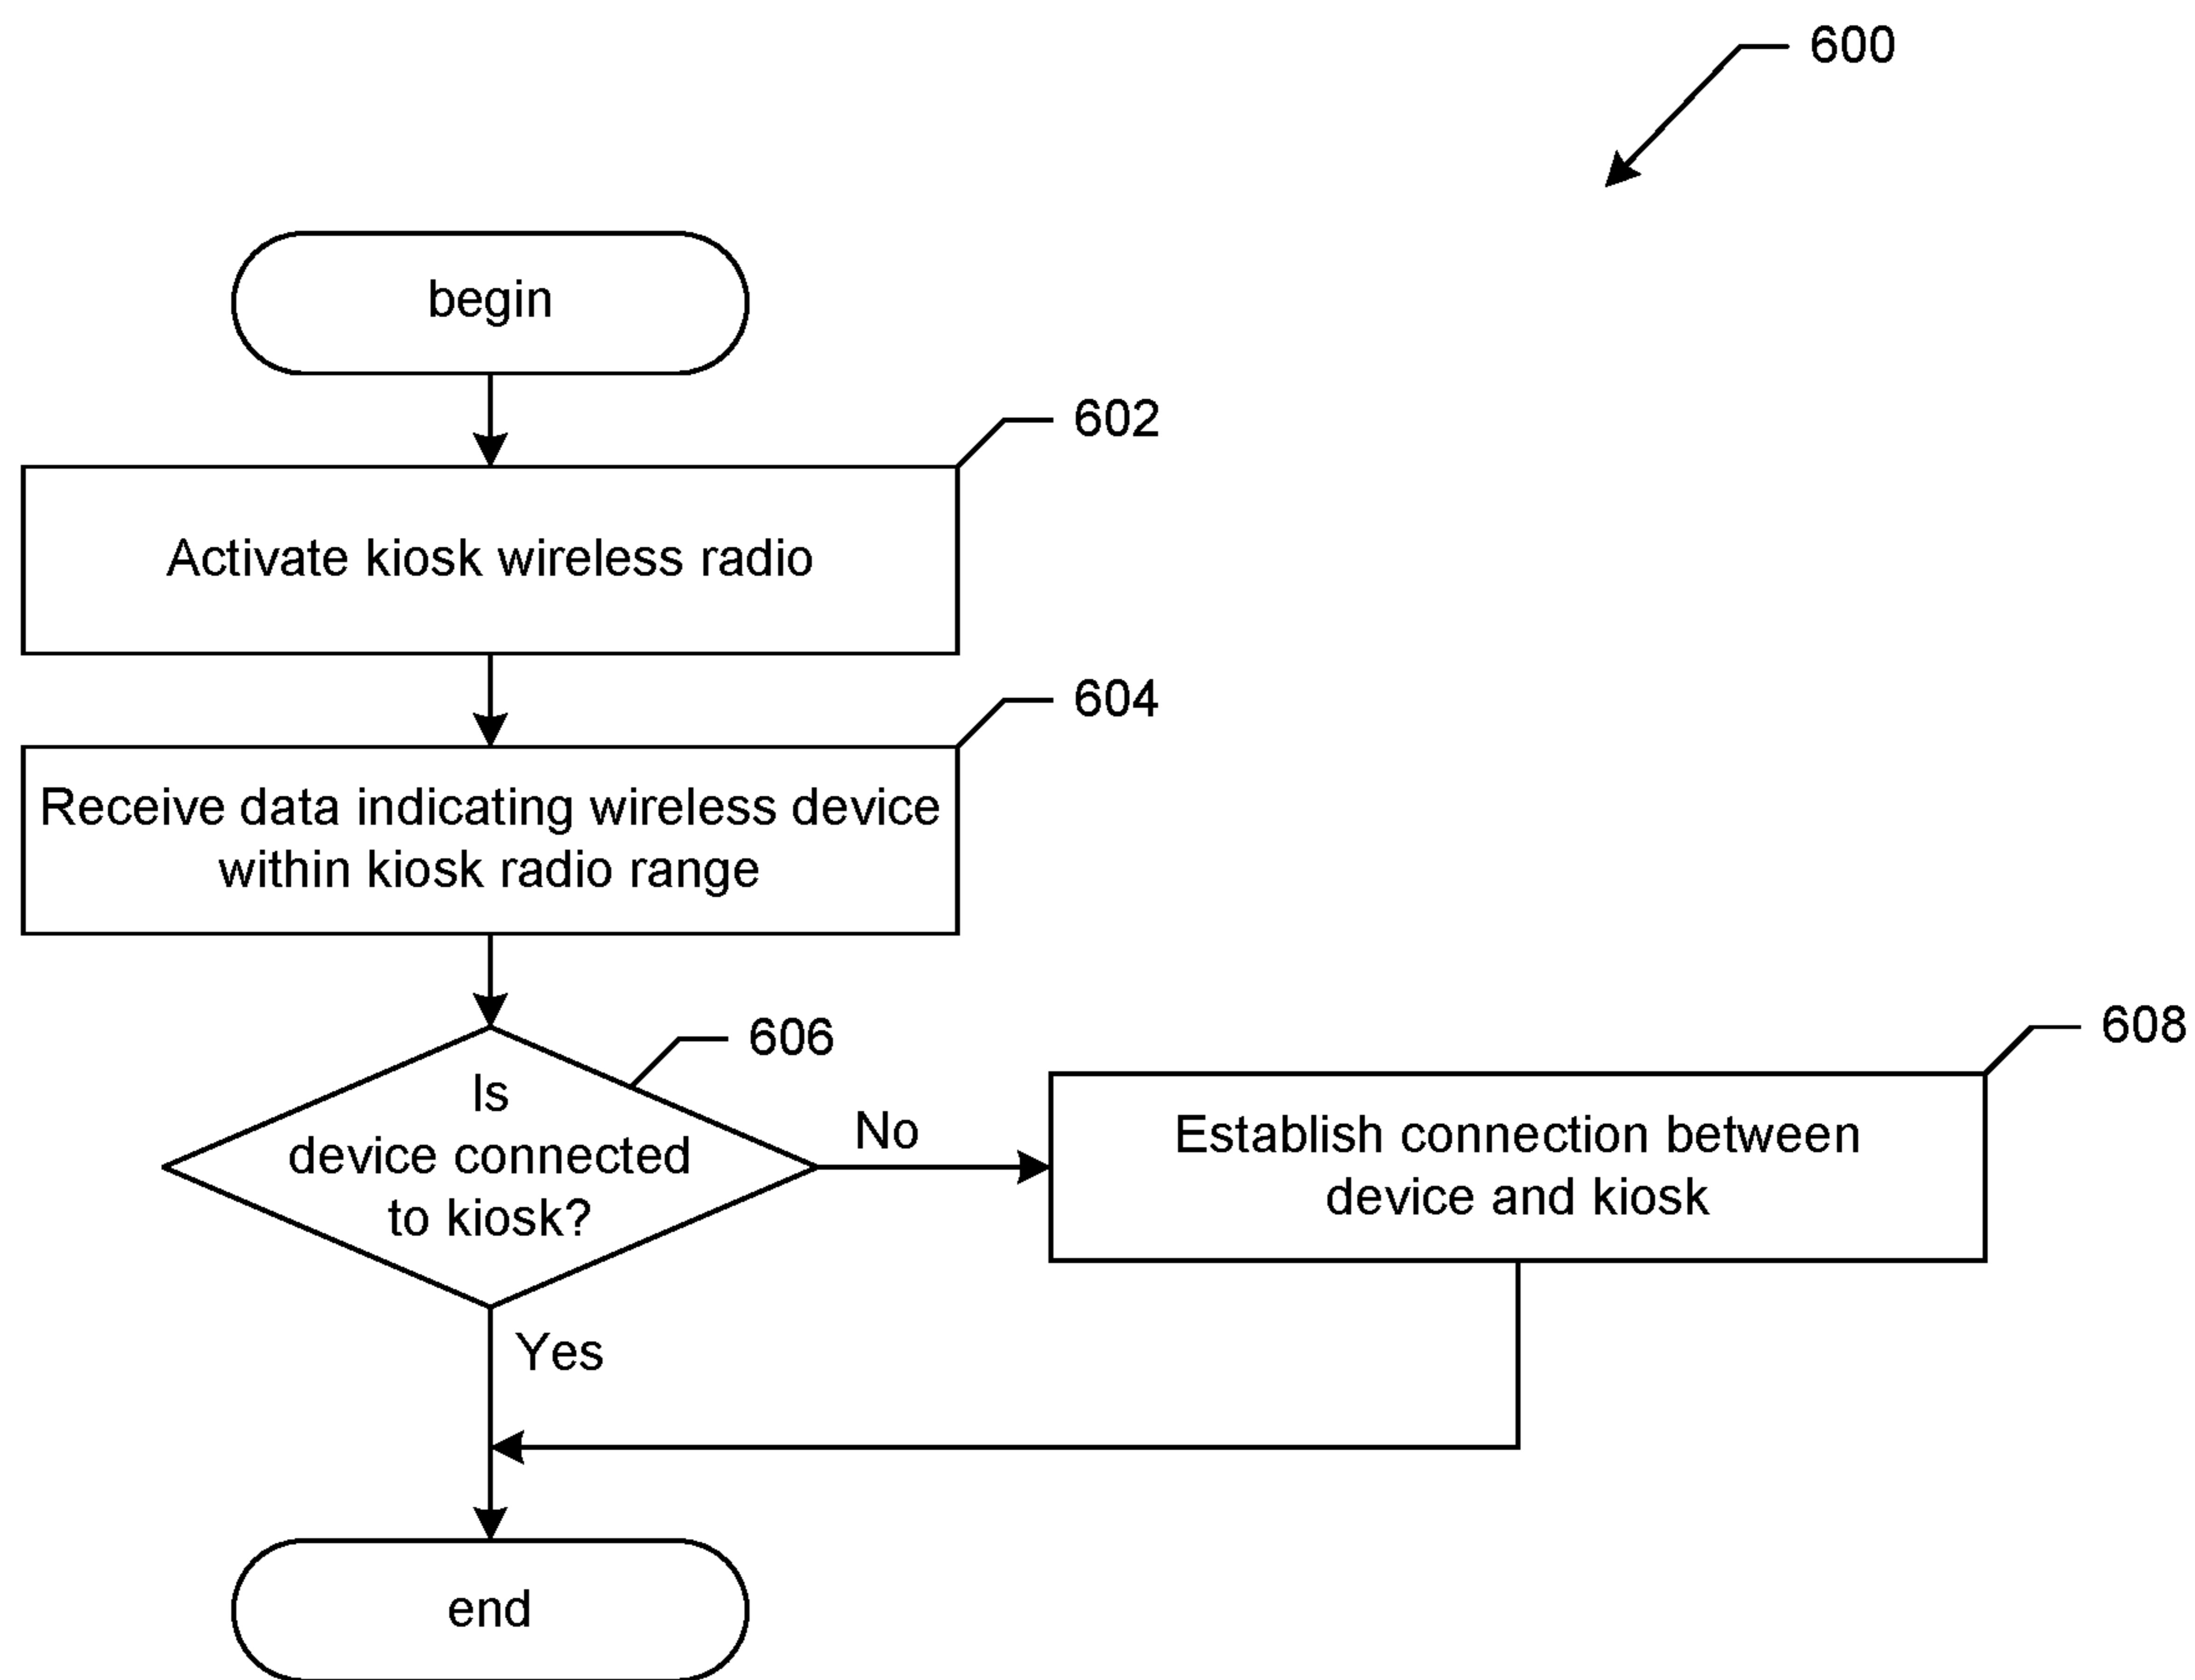 600
begin
602
Activate kiosk wireless radio
604
Receive data indicating wireless device
within kiosk radio range
606
Is
device connected
to kiosk?
No
608
Establish connection between
device and kiosk
Yes
end